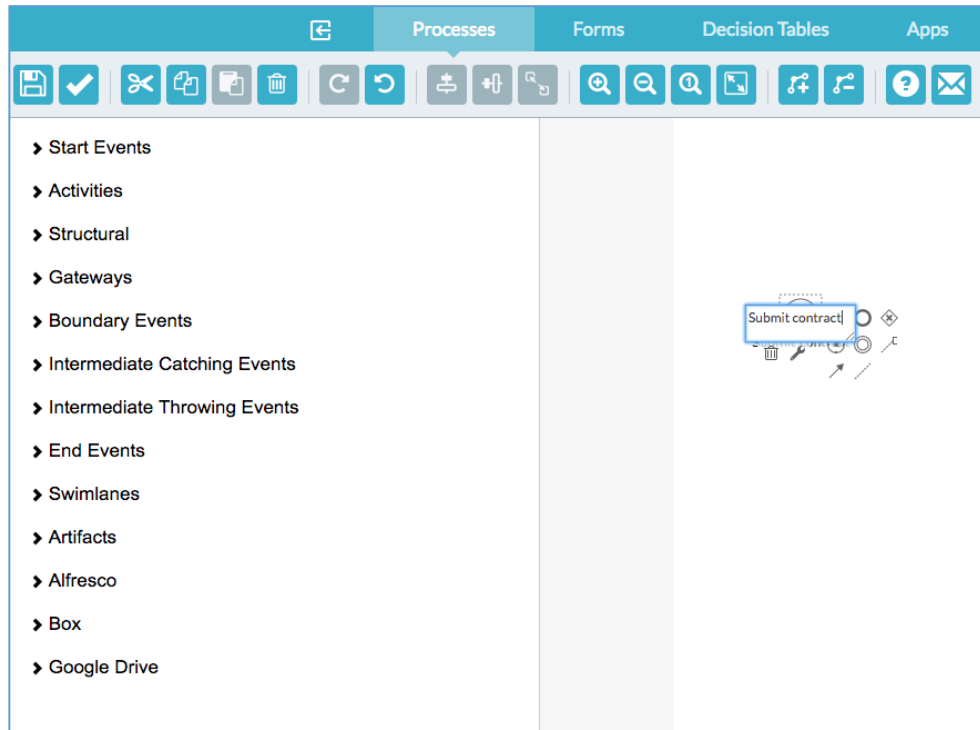 Processes
Forms
Decision Tables
Apps
Start Events
Activities
Structural
Gateways
Boundary Events
Intermediate Catching Events
Intermediate Throwing Events
End Events
Swimlanes
Artifacts
Alfresco
Box
Google Drive
Submit contract